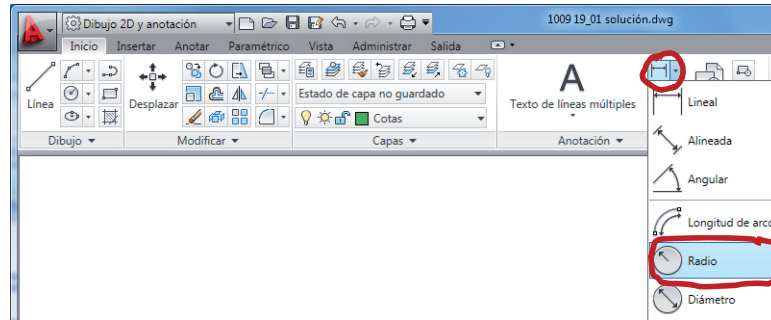 Dibujo 2D y anotación
1009 19_01 solución.dwg
Inicio Insertar Anotar Paramétrico Vista Administrar Salida
Línea
Desplazar
Estado de capa no guardado
Cotas
A
Texto de líneas múltiples
Dibujo
Modificar
Capas
Anotación
Lineal
Alineada
Angular
Longitud de arco
Radio
Diámetro